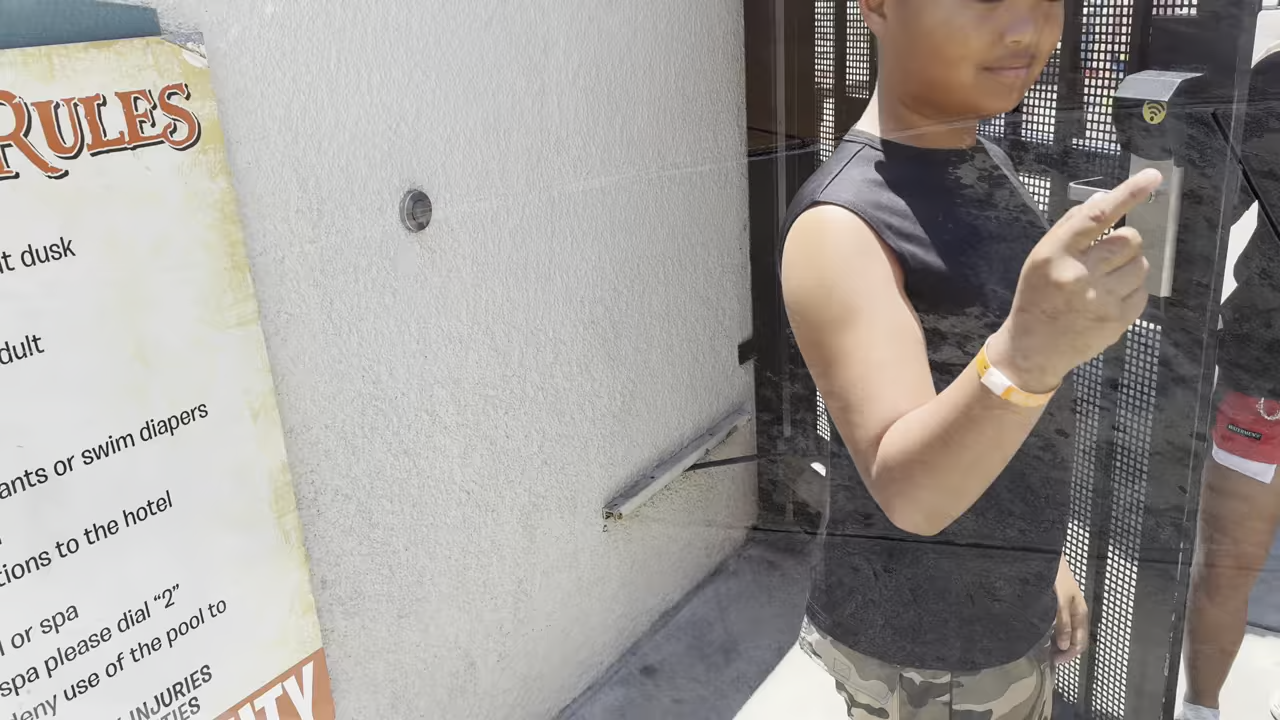 RULES
t dusk
dult
ants or swim diapers
tions to the hotel
l or spa
spa please dial “2”
eny use of the pool to
INJURIES
TIES
ITY